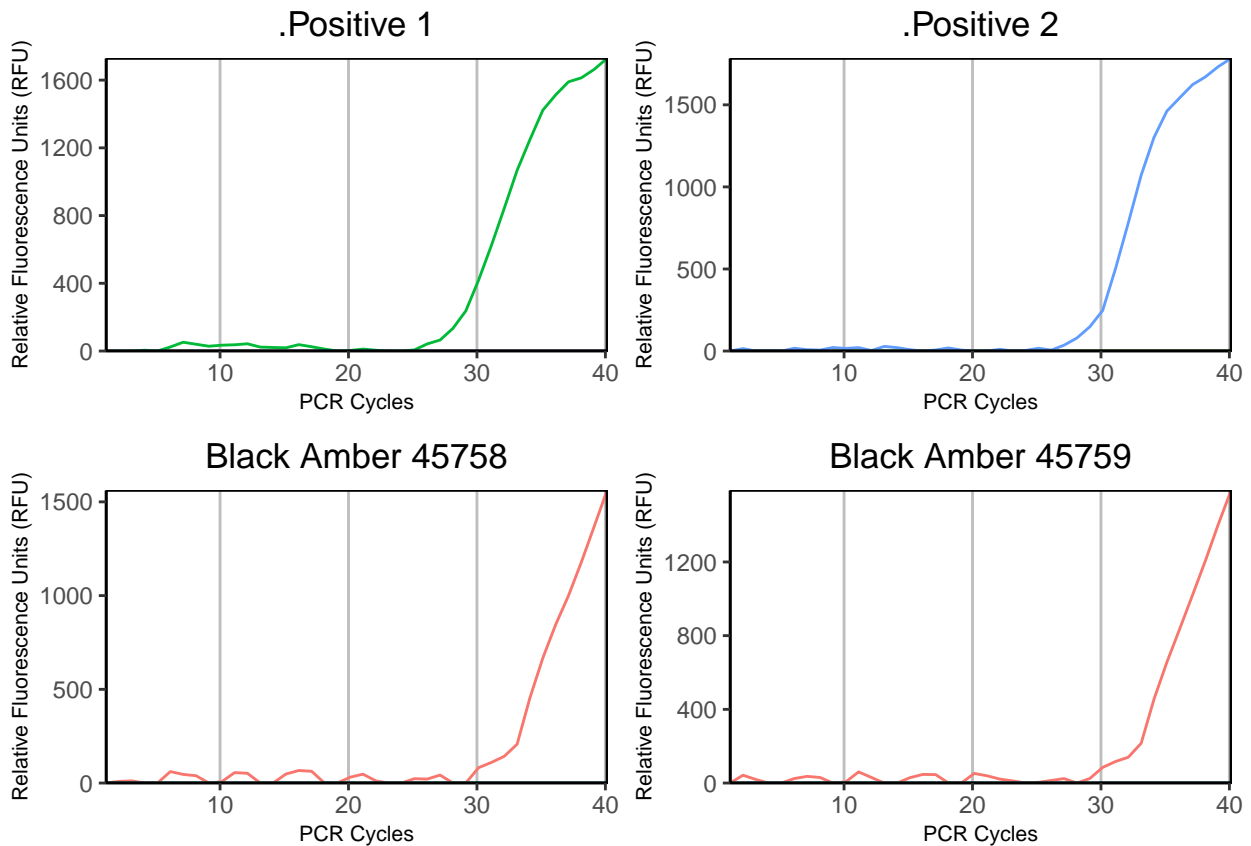 .Positive 1
Relative Fluorescence Units (RFU)
1600
1200
800
400
0
10 20 30 40
PCR Cycles
.Positive 2
Relative Fluorescence Units (RFU)
1500
1000
500
0
10 20 30 40
PCR Cycles
Black Amber 45758
Relative Fluorescence Units (RFU)
1500
1000
500
0
10 20 30 40
PCR Cycles
Black Amber 45759
Relative Fluorescence Units (RFU)
1200
800
400
0
10 20 30 40
PCR Cycles